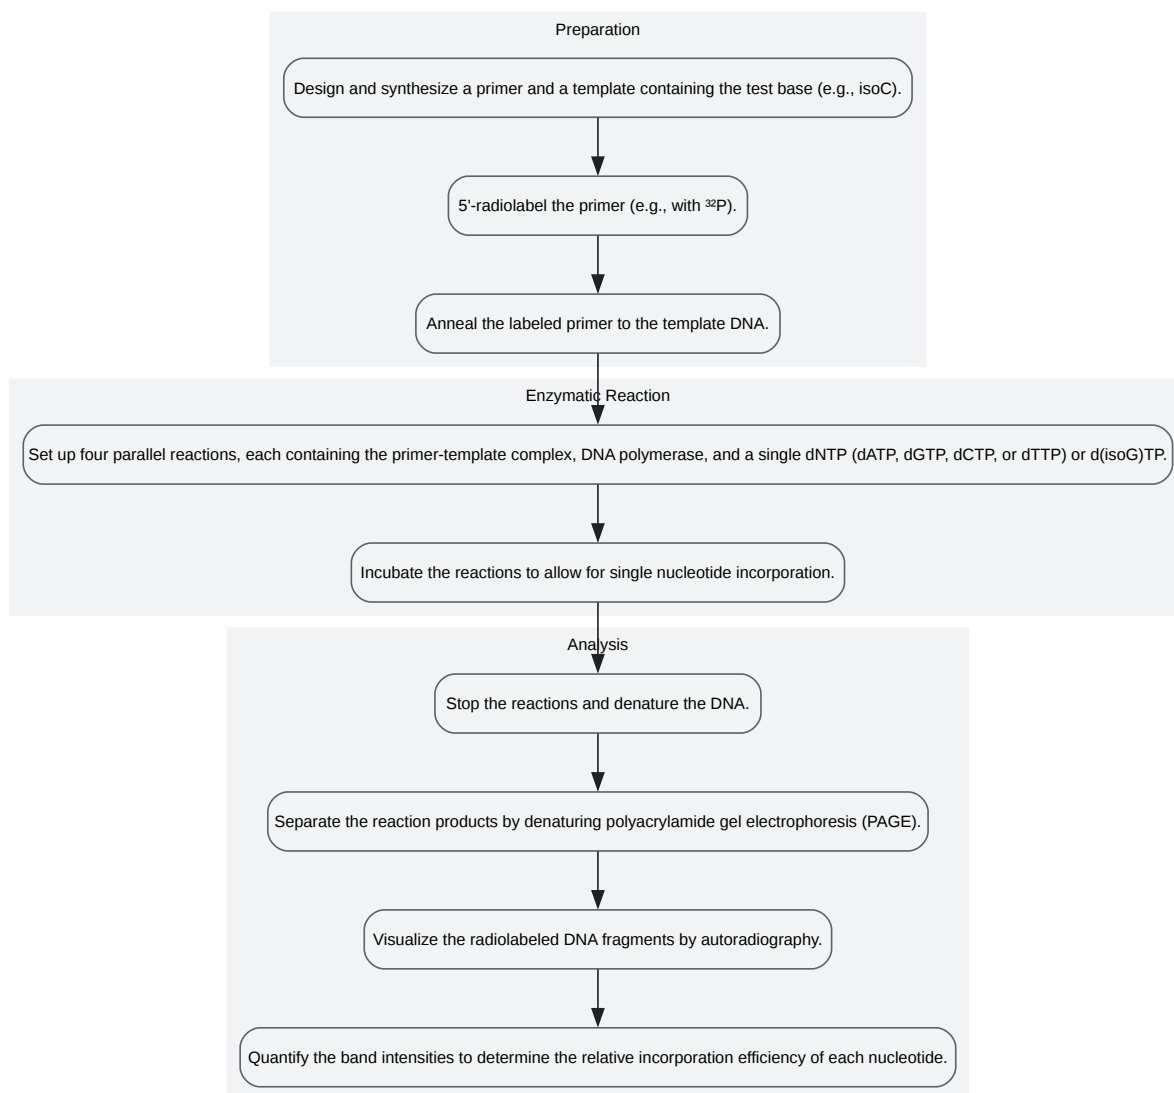 Preparation
Design and synthesize a primer and a template containing the test base (e.g., isoC).
5'-radiolabel the primer (e.g., with ³²P).
Anneal the labeled primer to the template DNA.
Enzymatic Reaction
Set up four parallel reactions, each containing the primer-template complex, DNA polymerase, and a single dNTP (dATP, dGTP, dCTP, or dTTP) or d(isoG)TP.
Incubate the reactions to allow for single nucleotide incorporation.
Analysis
Stop the reactions and denature the DNA.
Separate the reaction products by denaturing polyacrylamide gel electrophoresis (PAGE).
Visualize the radiolabeled DNA fragments by autoradiography.
Quantify the band intensities to determine the relative incorporation efficiency of each nucleotide.